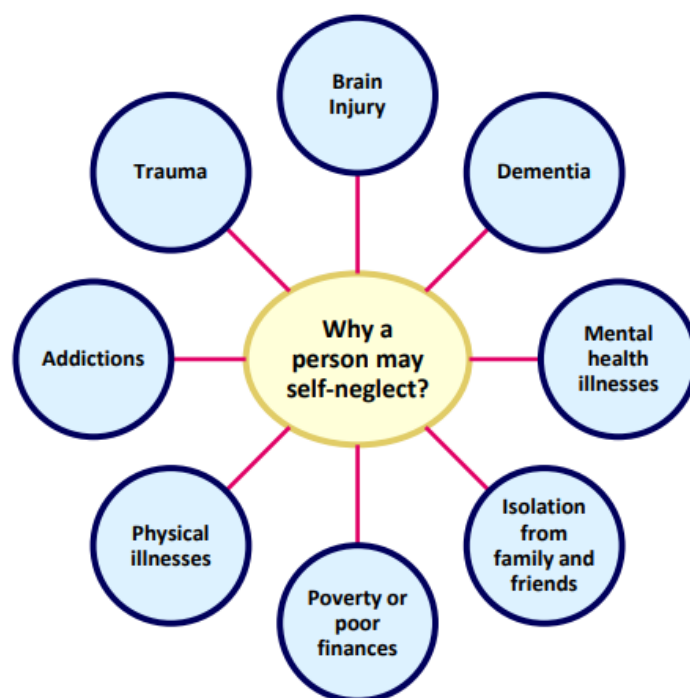 Why a
person may
self-neglect?
Brain
Injury
Dementia
Mental
health
illnesses
Isolation
from
family and
friends
Poverty or
poor
finances
Physical
illnesses
Addictions
Trauma